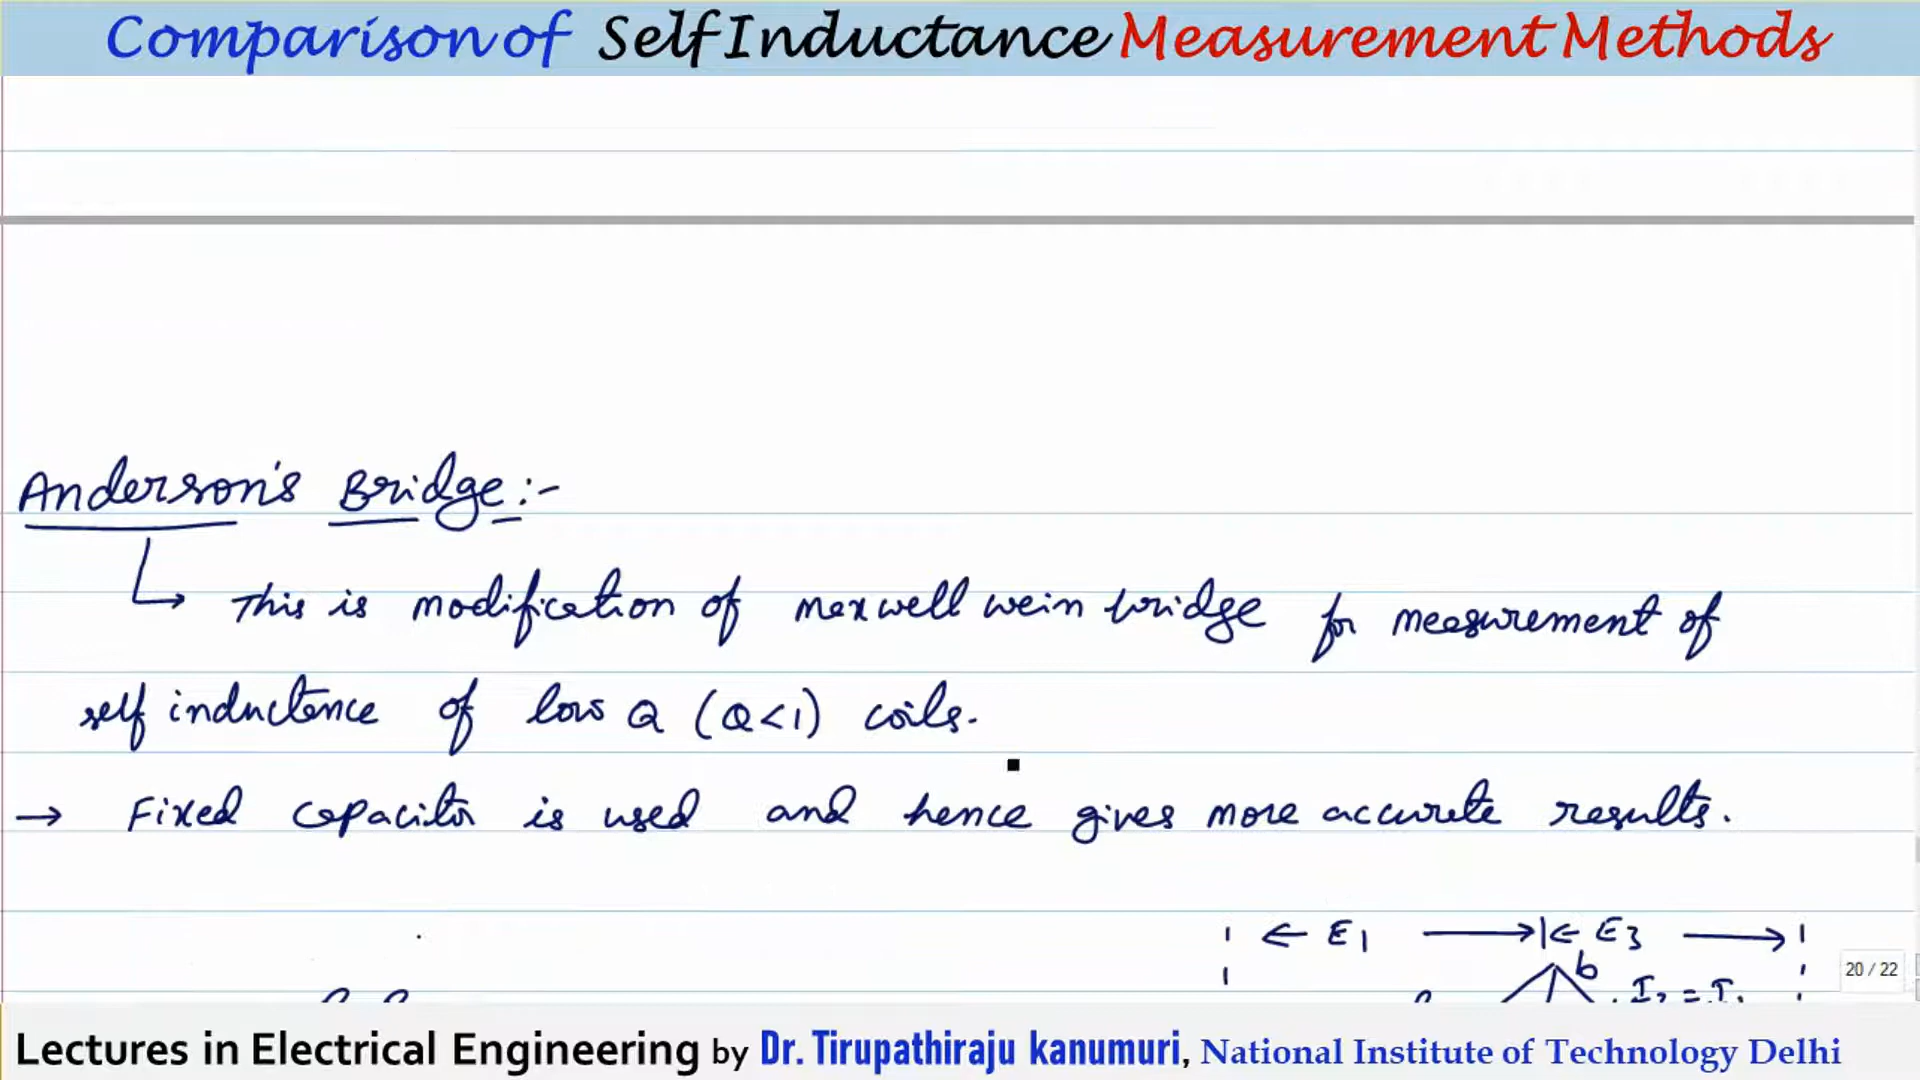 Comparison of Self Inductance Measurement Methods
Anderson's Bridge:-
↳ This is modification of maxwell wein bridge for measurement of
self inductance of low Q (Q<1) coils.
→ Fixed capacitor is used and hence gives more accurate results.
← E1 → ← E3 →
b
20 / 22
Lectures in Electrical Engineering by Dr. Tirupathiraju kanumuri, National Institute of Technology Delhi